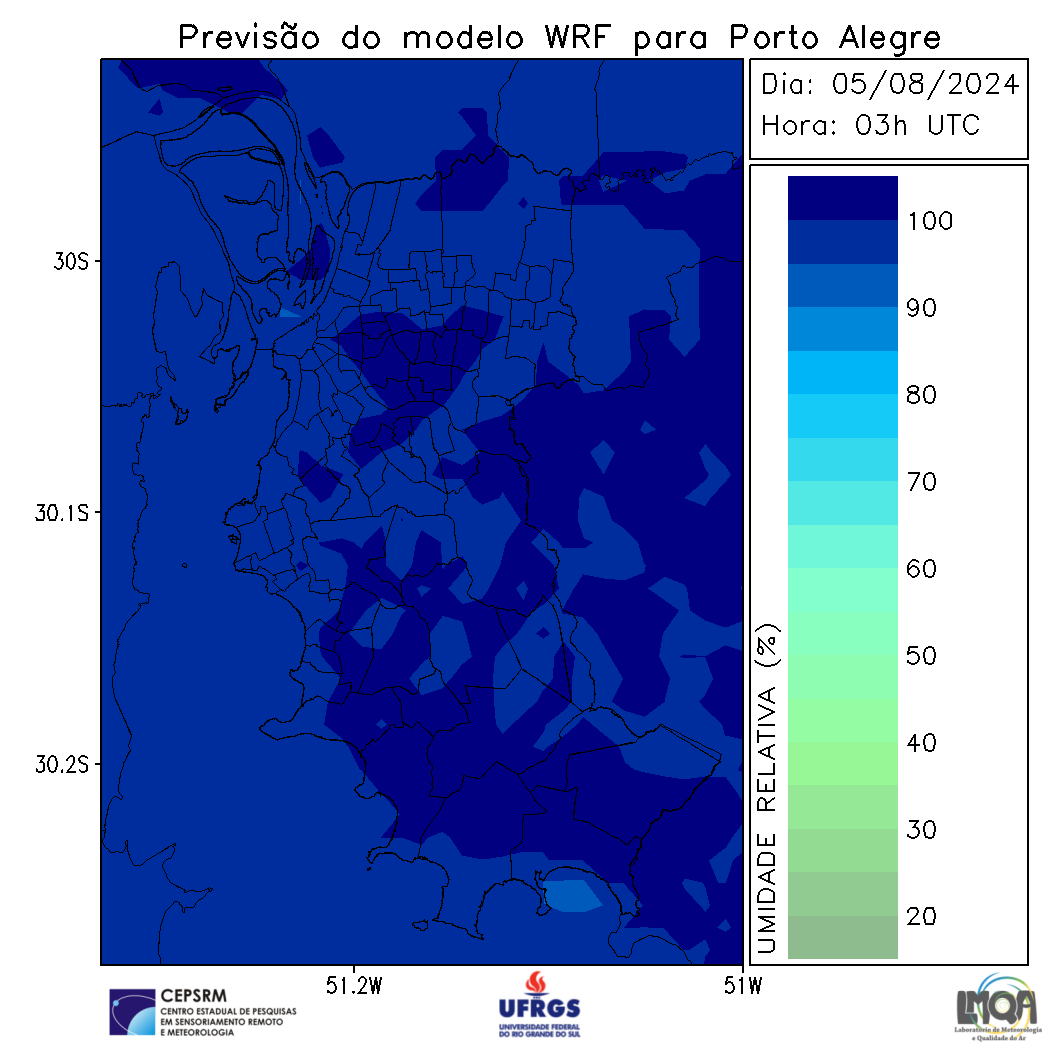 Previsão do modelo WRF para Porto Alegre
Dia: 05/08/2024
Hora: 03h UTC
30S
30.1S
30.2S
51.2W
51W
100
90
80
70
60
50
40
30
20
UMIDADE RELATIVA (%)
CEPSRM
CENTRO ESTADUAL DE PESQUISAS
EM SENSORIAMENTO REMOTO
E METEOROLOGIA
UFRGS
UNIVERSIDADE FEDERAL
DO RIO GRANDE DO SUL
LMQA
Laboratório de Meteorologia
e Qualidade do Ar